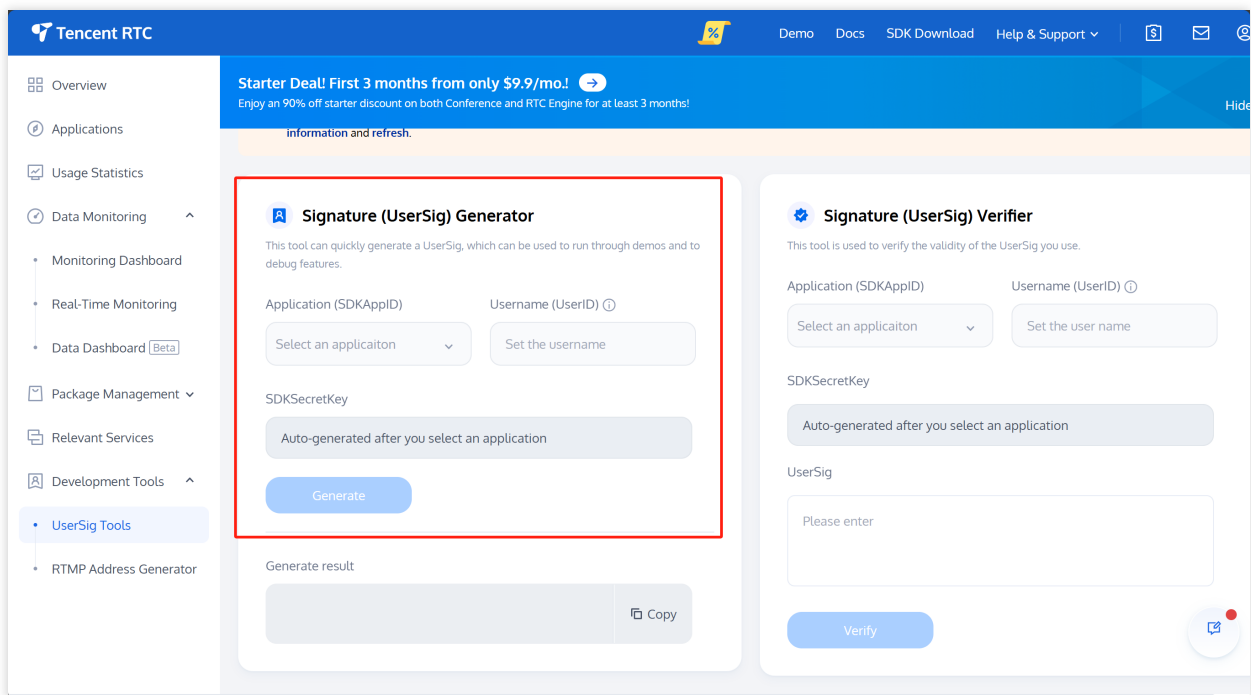 Tencent RTC
%
Demo
Docs
SDK Download
Help & Support
$
Overview
Applications
Usage Statistics
Data Monitoring
Monitoring Dashboard
Real-Time Monitoring
Data Dashboard Beta
Package Management
Relevant Services
Development Tools
UserSig Tools
RTMP Address Generator
Starter Deal! First 3 months from only $9.9/mo.!
Enjoy an 90% off starter discount on both Conference and RTC Engine for at least 3 months!
Hide
information and refresh.
Signature (UserSig) Generator
This tool can quickly generate a UserSig, which can be used to run through demos and to
debug features.
Application (SDKAppID)
Username (UserID)
Select an applicaiton
Set the username
SDKSecretKey
Auto-generated after you select an application
Generate
Generate result
Copy
Signature (UserSig) Verifier
This tool is used to verify the validity of the UserSig you use.
Application (SDKAppID)
Username (UserID)
Select an applicaiton
Set the user name
SDKSecretKey
Auto-generated after you select an application
UserSig
Please enter
Verify